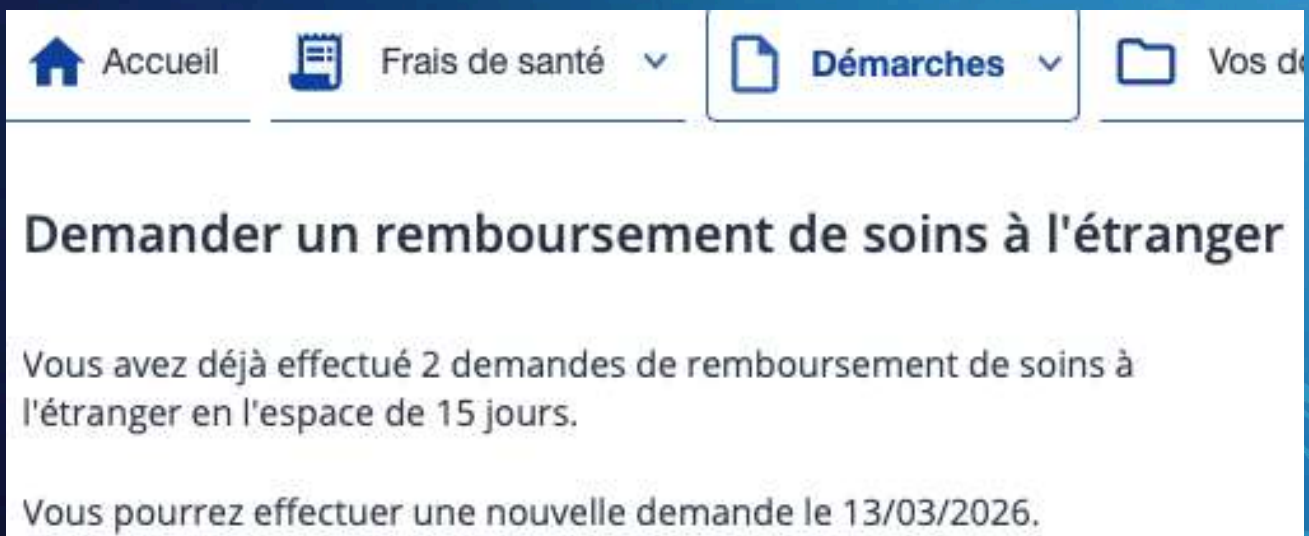 Accueil Frais de santé Démarches Vos
Demander un remboursement de soins à l'étranger
Vous avez déjà effectué 2 demandes de remboursement de soins à
l'étranger en l'espace de 15 jours.
Vous pourrez effectuer une nouvelle demande le 13/03/2026.